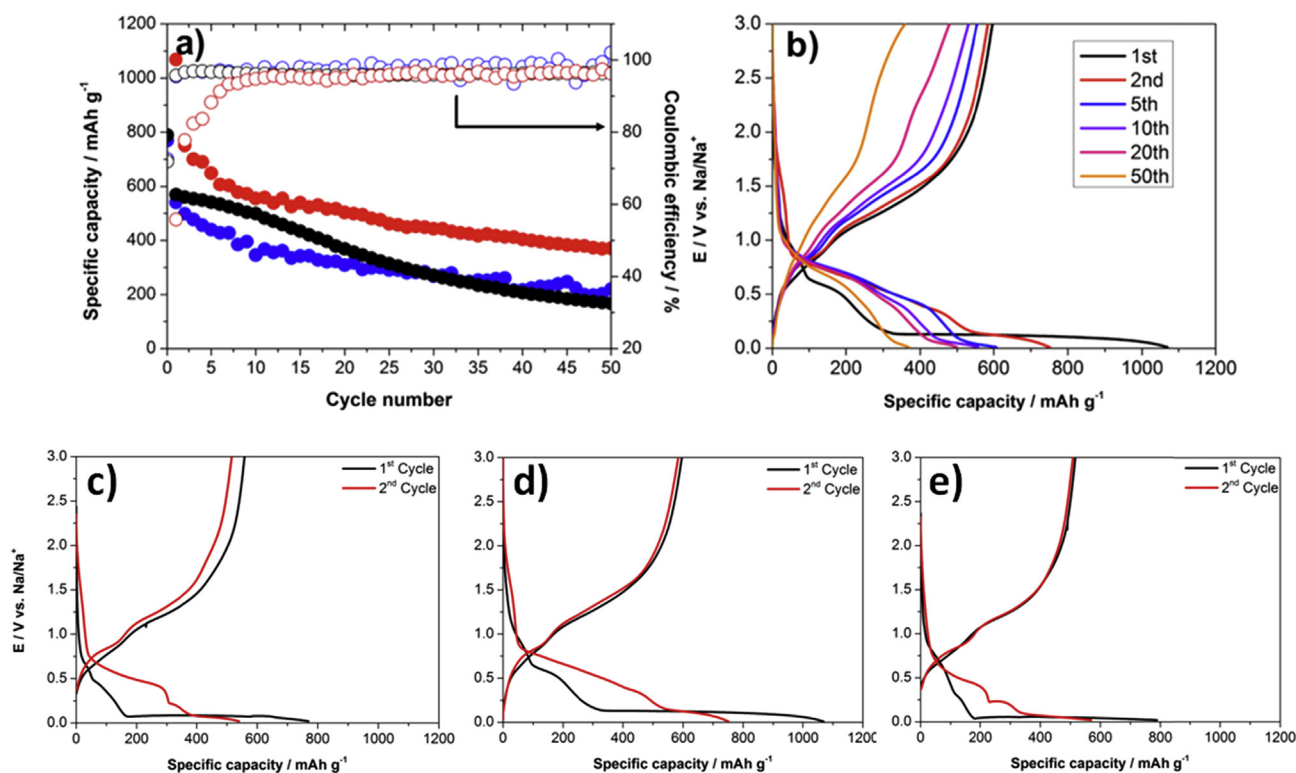 a)
1200
1000
800
600
400
200
0
Specific capacity / mAh g-1
100
80
60
40
20
Coulombic efficiency / %
0 5 10 15 20 25 30 35 40 45 50
Cycle number
b)
3.0
2.5
2.0
1.5
1.0
0.5
0.0
E / V vs. Na/Na+
1st
2nd
5th
10th
20th
50th
0 200 400 600 800 1000 1200
Specific capacity / mAh g-1
c)
3.0
2.5
2.0
1.5
1.0
0.5
0.0
E / V vs. Na/Na+
1st Cycle
2nd Cycle
0 200 400 600 800 1000 1200
Specific capacity / mAh g-1
d)
3.0
2.5
2.0
1.5
1.0
0.5
0.0
1st Cycle
2nd Cycle
0 200 400 600 800 1000 120
Specific capacity / mAh g-1
e)
3.0
2.5
2.0
1.5
1.0
0.5
0.0
1st Cycle
2nd Cycle
0 200 400 600 800 1000 1200
Specific capacity / mAh g-1